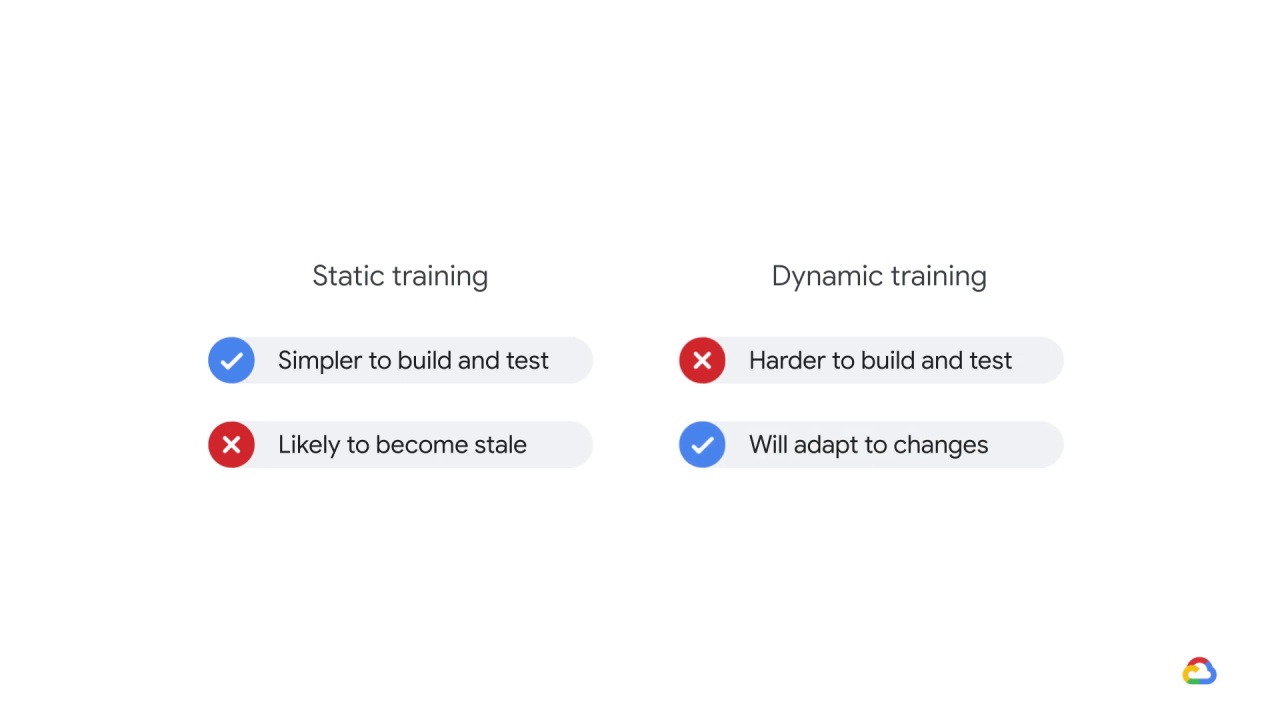 Static training
Simpler to build and test
Likely to become stale
Dynamic training
Harder to build and test
Will adapt to changes